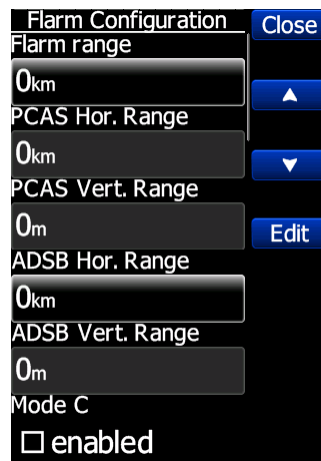 Flarm Configuration
Close
Flarm range
0km
PCAS Hor. Range
0km
PCAS Vert. Range
0m
Edit
ADSB Hor. Range
0km
ADSB Vert. Range
0m
Mode C
enabled